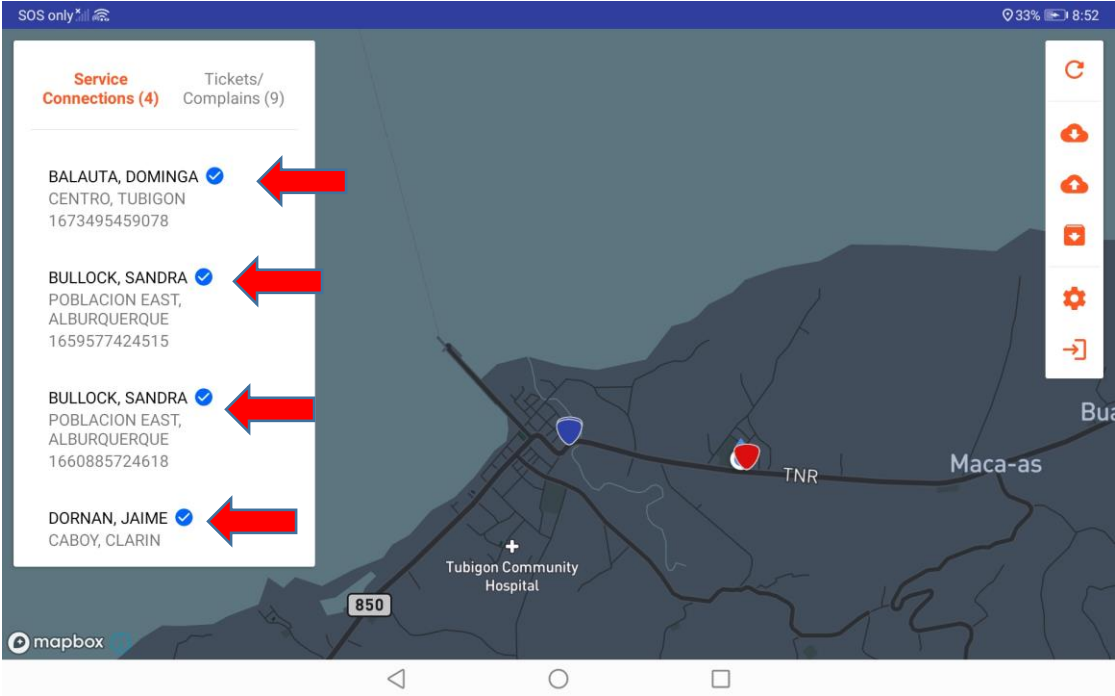 SOS only
33% 8:52
Service
Connections (4)
Tickets/
Complains (9)
BALAUTA, DOMINGA
CENTRO, TUBIGON
1673495459078
BULLOCK, SANDRA
POBLACION EAST,
ALBURQUERQUE
1659577424515
BULLOCK, SANDRA
POBLACION EAST,
ALBURQUERQUE
1660885724618
DORNAN, JAIME
CABOY, CLARIN
Bua
Maca-as
TNR
Tubigon Community
Hospital
850
mapbox